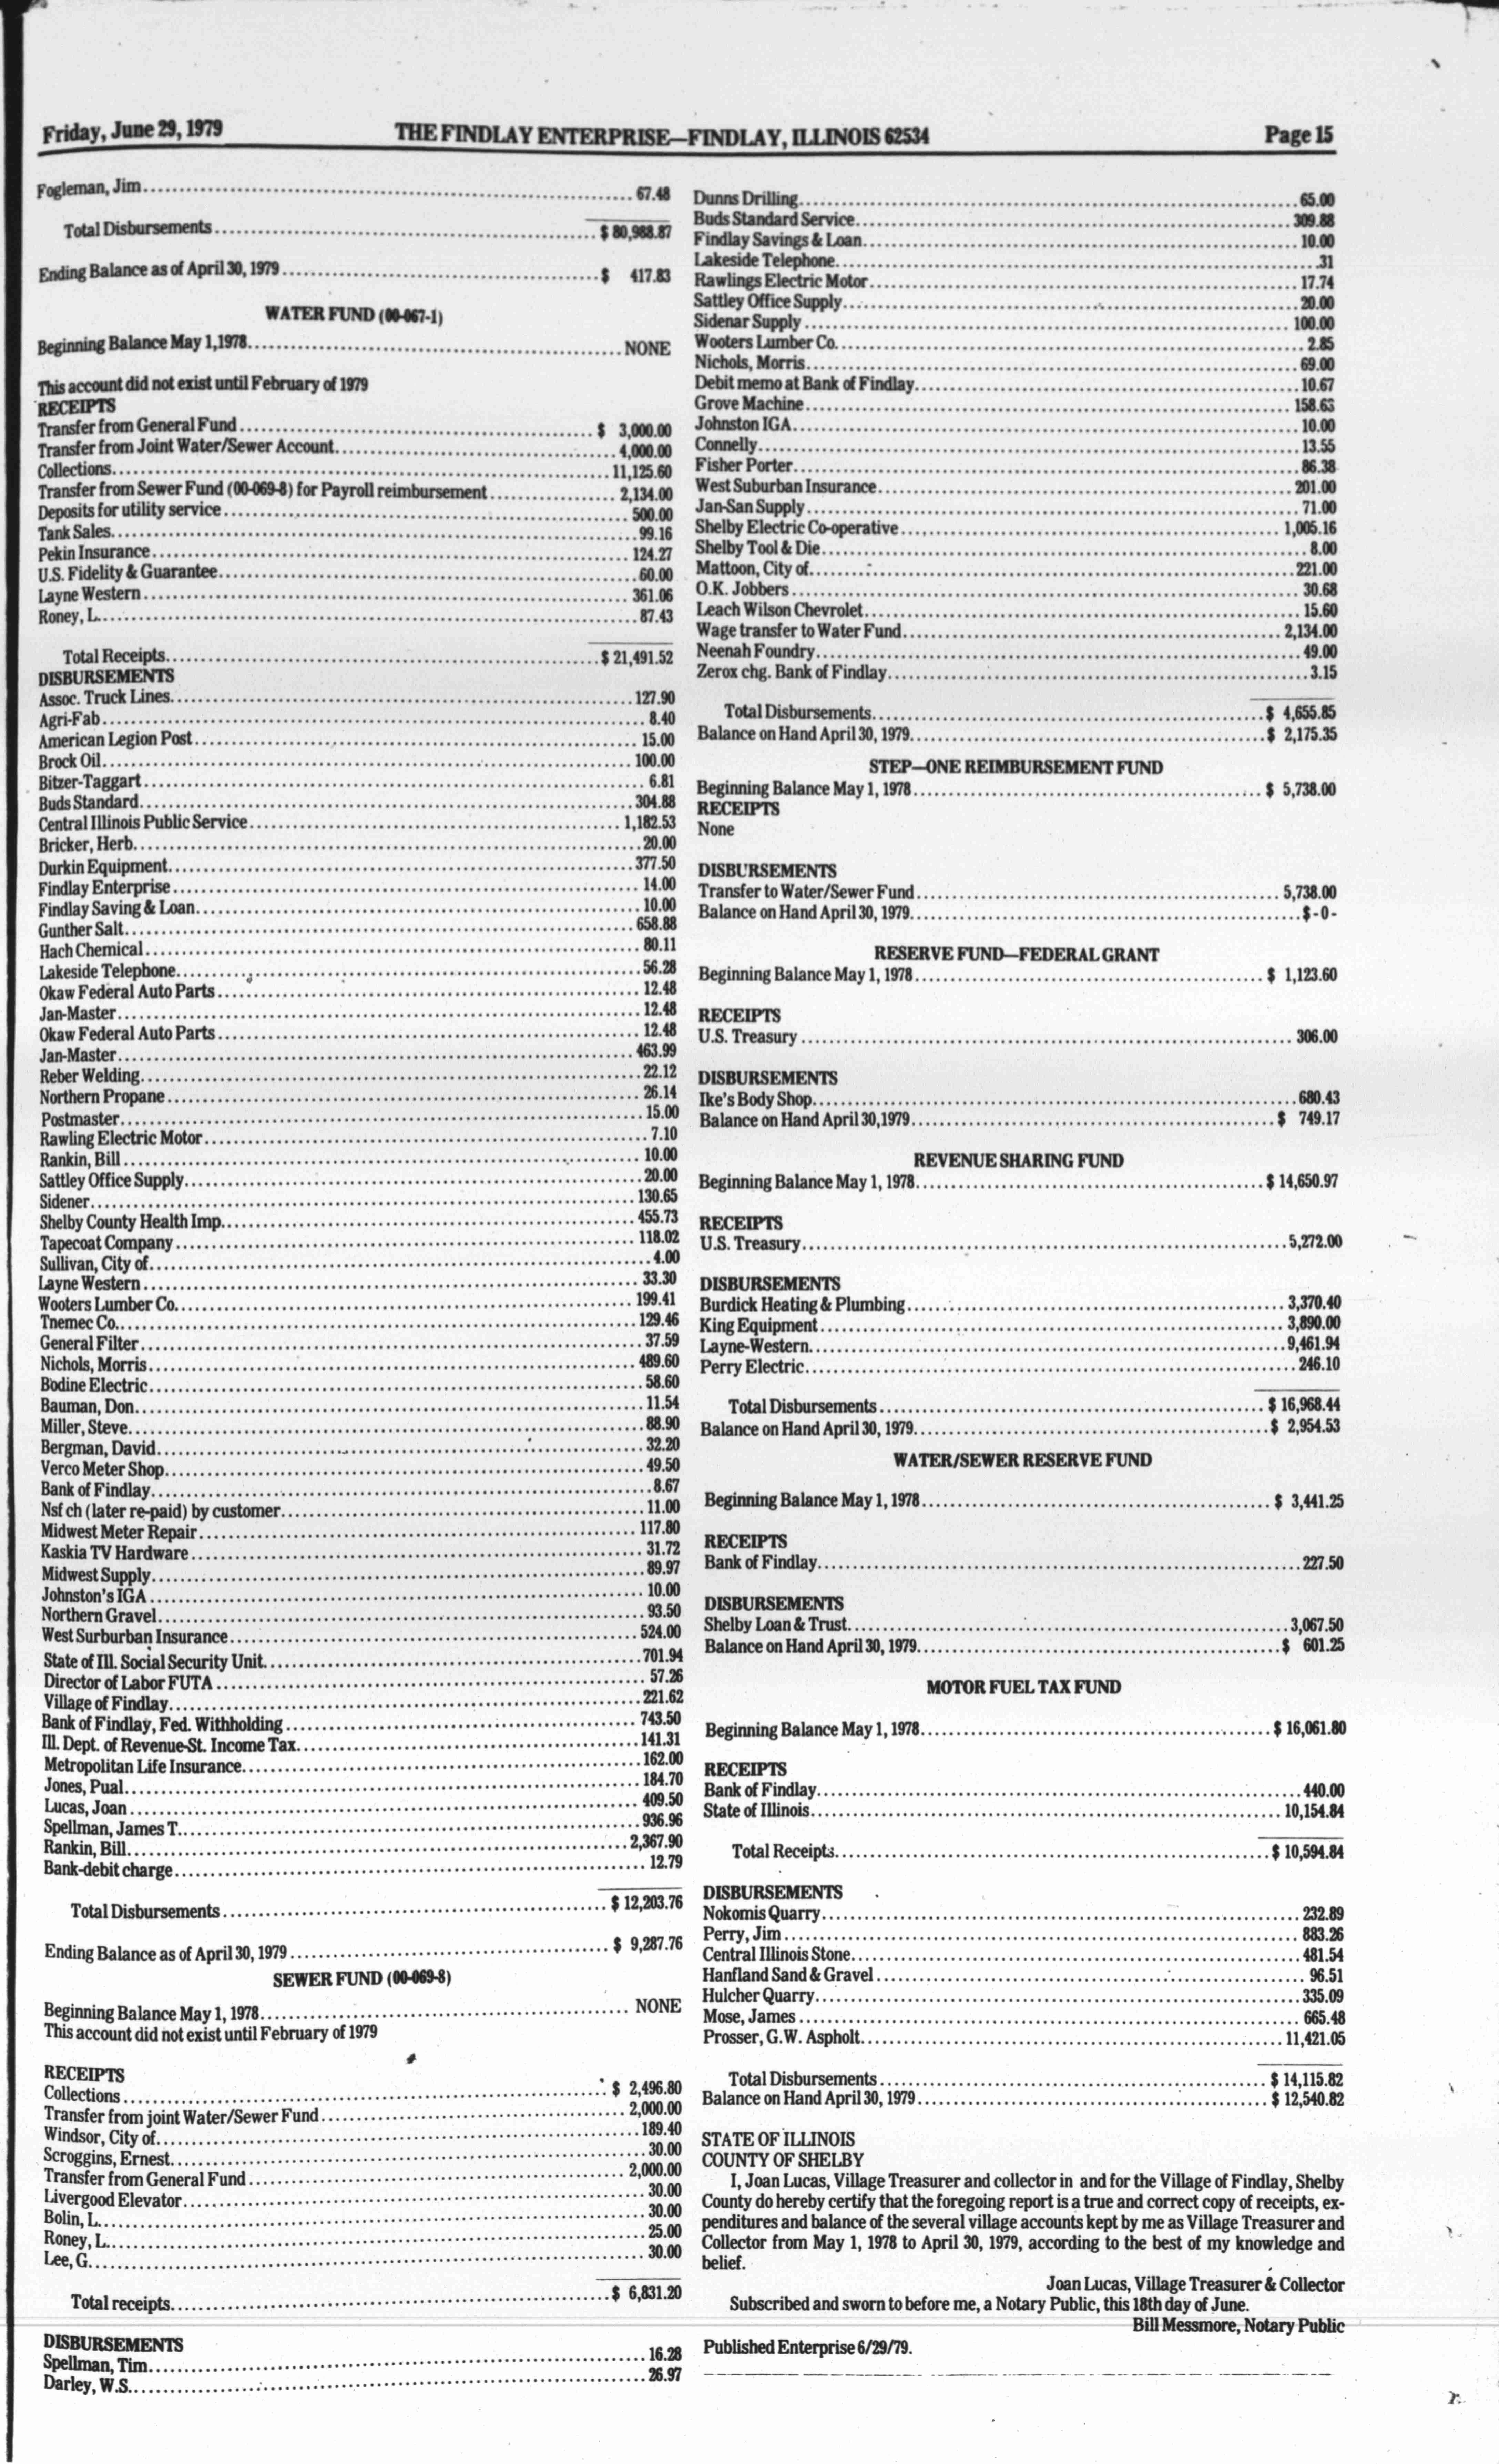 Friday, June 29, 1979 THE FINDLAY ENTERPRISE—FINDLAY, ILLINOIS 62534 Page 15
Fogleman, Jim 67.48
Total Disbursements $ 80,988.87
Ending Balance as of April 30, 1979 $ 417.83
WATER FUND (00-067-1)
Beginning Balance May 1, 1978 NONE
This account did not exist until February of 1979
RECEIPTS
Transfer from General Fund $ 3,000.00
Transfer from Joint Water/Sewer Account 4,000.00
Collections 11,125.60
Transfer from Sewer Fund (00-069-8) for Payroll reimbursement 2,134.00
Deposits for utility service 500.00
Tank Sales 99.16
Pekin Insurance 124.27
U.S. Fidelity & Guarantee 60.00
Layne Western 361.06
Roney, L. 87.43
Total Receipts $ 21,491.52
DISBURSEMENTS
Assoc. Truck Lines 127.90
Agri-Fab 8.40
American Legion Post 15.00
Brock Oil 100.00
Bitzer-Taggart 6.81
Buds Standard 304.88
Central Illinois Public Service 1,182.53
Bricker, Herb 20.00
Durkin Equipment 377.50
Findlay Enterprise 14.00
Findlay Saving & Loan 10.00
Gunther Salt 658.88
Hach Chemical 80.11
Lakeside Telephone 56.28
Okaw Federal Auto Parts 12.48
Jan-Master 12.48
Okaw Federal Auto Parts 12.48
Jan-Master 463.99
Reber Welding 22.12
Northern Propane 26.14
Postmaster 15.00
Rawling Electric Motor 7.10
Rankin, Bill 10.00
Sattley Office Supply 20.00
Sidener 130.65
Shelby County Health Imp. 455.73
Tapecoat Company 118.02
Sullivan, City of 4.00
Layne Western 33.30
Wooters Lumber Co. 199.41
Tnemec Co. 129.46
General Filter 37.59
Nichols, Morris 489.60
Bodine Electric 58.60
Bauman, Don 11.54
Miller, Steve 88.90
Bergman, David 32.20
Verco Meter Shop 49.50
Bank of Findlay 8.67
Nsf ch (later re-paid) by customer 11.00
Midwest Meter Repair 117.80
Kaskia TV Hardware 31.72
Midwest Supply 89.97
Johnston's IGA 10.00
Northern Gravel 93.50
West Surburban Insurance 524.00
State of Ill. Social Security Unit 701.94
Director of Labor FUTA 57.26
Village of Findlay 221.62
Bank of Findlay, Fed. Withholding 743.50
Ill. Dept. of Revenue-St. Income Tax 141.31
Metropolitan Life Insurance 162.00
Jones, Pual 184.70
Lucas, Joan 409.50
Spellman, James T. 936.96
Rankin, Bill 2,367.90
Bank-debit charge 12.79
Total Disbursements $ 12,203.76
Ending Balance as of April 30, 1979 $ 9,287.76
SEWER FUND (00-069-8)
Beginning Balance May 1, 1978 NONE
This account did not exist until February of 1979
RECEIPTS
Collections $ 2,496.80
Transfer from joint Water/Sewer Fund 2,000.00
Windsor, City of 189.40
Scroggins, Ernest 30.00
Transfer from General Fund 2,000.00
Livergood Elevator 30.00
Bolin, L. 30.00
Roney, L. 25.00
Lee, G. 30.00
Total receipts $ 6,831.20
DISBURSEMENTS
Spellman, Tim 16.28
Darley, W.S. 26.97
Dunns Drilling 65.00
Buds Standard Service 309.88
Findlay Savings & Loan 10.00
Lakeside Telephone .31
Rawlings Electric Motor 17.74
Sattley Office Supply 20.00
Sidenar Supply 100.00
Wooters Lumber Co. 2.85
Nichols, Morris 69.00
Debit memo at Bank of Findlay 10.67
Grove Machine 158.63
Johnston IGA 10.00
Connelly 13.55
Fisher Porter 86.38
West Suburban Insurance 201.00
Jan-San Supply 71.00
Shelby Electric Co-operative 1,005.16
Shelby Tool & Die 8.00
Mattoon, City of 221.00
O.K. Jobbers 30.68
Leach Wilson Chevrolet 15.60
Wage transfer to Water Fund 2,134.00
Neenah Foundry 49.00
Zerox chg. Bank of Findlay 3.15
Total Disbursements $ 4,655.85
Balance on Hand April 30, 1979 $ 2,175.35
STEP—ONE REIMBURSEMENT FUND
Beginning Balance May 1, 1978 $ 5,738.00
RECEIPTS
None
DISBURSEMENTS
Transfer to Water/Sewer Fund 5,738.00
Balance on Hand April 30, 1979 $ - 0 -
RESERVE FUND—FEDERAL GRANT
Beginning Balance May 1, 1978 $ 1,123.60
RECEIPTS
U.S. Treasury 306.00
DISBURSEMENTS
Ike's Body Shop 680.43
Balance on Hand April 30, 1979 $ 749.17
REVENUE SHARING FUND
Beginning Balance May 1, 1978 $ 14,650.97
RECEIPTS
U.S. Treasury 5,272.00
DISBURSEMENTS
Burdick Heating & Plumbing 3,370.40
King Equipment 3,890.00
Layne-Western 9,461.94
Perry Electric 246.10
Total Disbursements $ 16,968.44
Balance on Hand April 30, 1979 $ 2,954.53
WATER/SEWER RESERVE FUND
Beginning Balance May 1, 1978 $ 3,441.25
RECEIPTS
Bank of Findlay 227.50
DISBURSEMENTS
Shelby Loan & Trust 3,067.50
Balance on Hand April 30, 1979 $ 601.25
MOTOR FUEL TAX FUND
Beginning Balance May 1, 1978 $ 16,061.80
RECEIPTS
Bank of Findlay 440.00
State of Illinois 10,154.84
Total Receipts $ 10,594.84
DISBURSEMENTS
Nokomis Quarry 232.89
Perry, Jim 883.26
Central Illinois Stone 481.54
Hanfland Sand & Gravel 96.51
Hulcher Quarry 335.09
Mose, James 665.48
Prosser, G.W. Aspholt 11,421.05
Total Disbursements $ 14,115.82
Balance on Hand April 30, 1979 $ 12,540.82
STATE OF ILLINOIS
COUNTY OF SHELBY
I, Joan Lucas, Village Treasurer and collector in and for the Village of Findlay, Shelby
County do hereby certify that the foregoing report is a true and correct copy of receipts, ex-
penditures and balance of the several village accounts kept by me as Village Treasurer and
Collector from May 1, 1978 to April 30, 1979, according to the best of my knowledge and
belief.
Joan Lucas, Village Treasurer & Collector
Subscribed and sworn to before me, a Notary Public, this 18th day of June.
Bill Messmore, Notary Public
Published Enterprise 6/29/79.